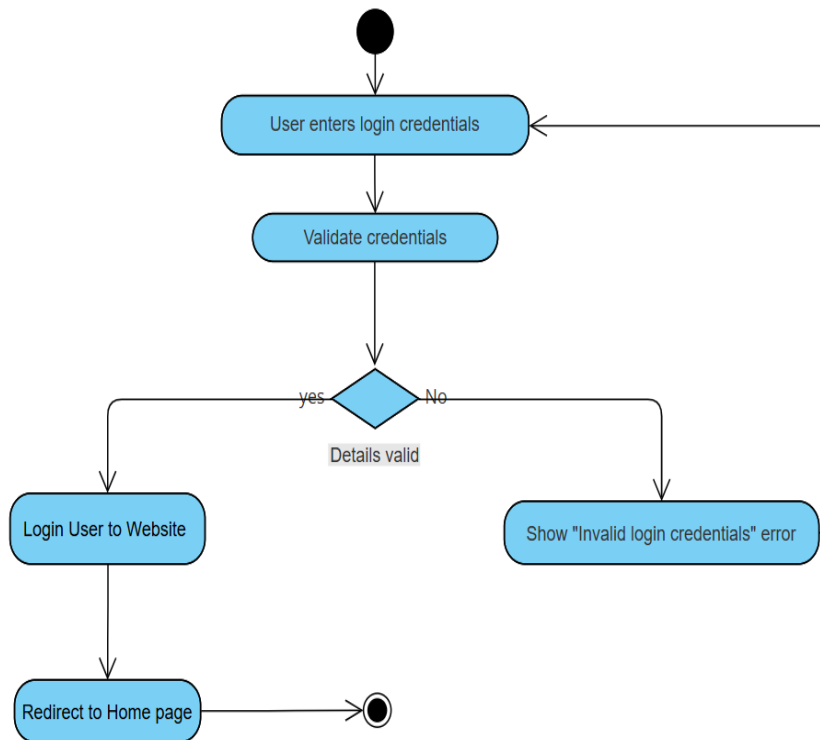 User enters login credentials
Validate credentials
yes
No
Details valid
Login User to Website
Show "Invalid login credentials" error
Redirect to Home page